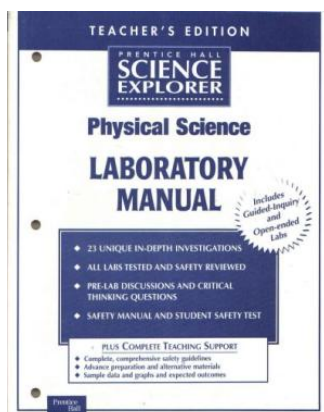 TEACHER'S EDITION
PRENTICE HALL
SCIENCE
EXPLORER
Physical Science
LABORATORY
MANUAL
Includes
Guided-Inquiry
and
Open-ended
Labs
◆ 23 UNIQUE IN-DEPTH INVESTIGATIONS
◆ ALL LABS TESTED AND SAFETY REVIEWED
◆ PRE-LAB DISCUSSIONS AND CRITICAL
THINKING QUESTIONS
◆ SAFETY MANUAL AND STUDENT SAFETY TEST
PLUS COMPLETE TEACHING SUPPORT
◆ Complete, comprehensive safety guidelines
◆ Advance preparation and alternative materials
◆ Sample data and graphs and expected outcomes
Prentice
Hall